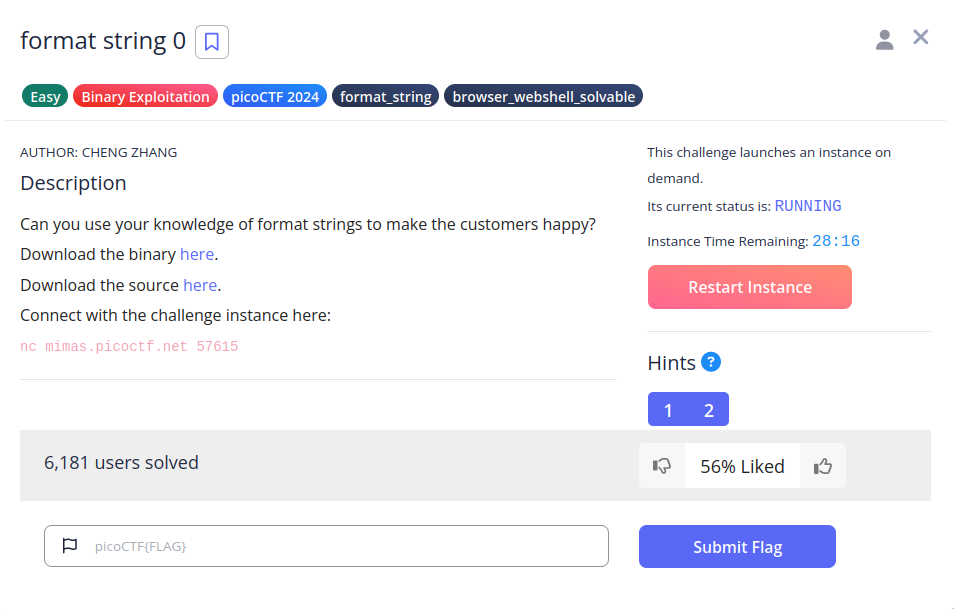 format string 0
Easy Binary Exploitation picoCTF 2024 format_string browser_webshell_solvable
AUTHOR: CHENG ZHANG
Description
Can you use your knowledge of format strings to make the customers happy?
Download the binary here.
Download the source here.
Connect with the challenge instance here:
nc mimas.picoctf.net 57615
This challenge launches an instance on
demand.
Its current status is: RUNNING
Instance Time Remaining: 28:16
Restart Instance
Hints ?
1 2
6,181 users solved
56% Liked
picoCTF{FLAG}
Submit Flag